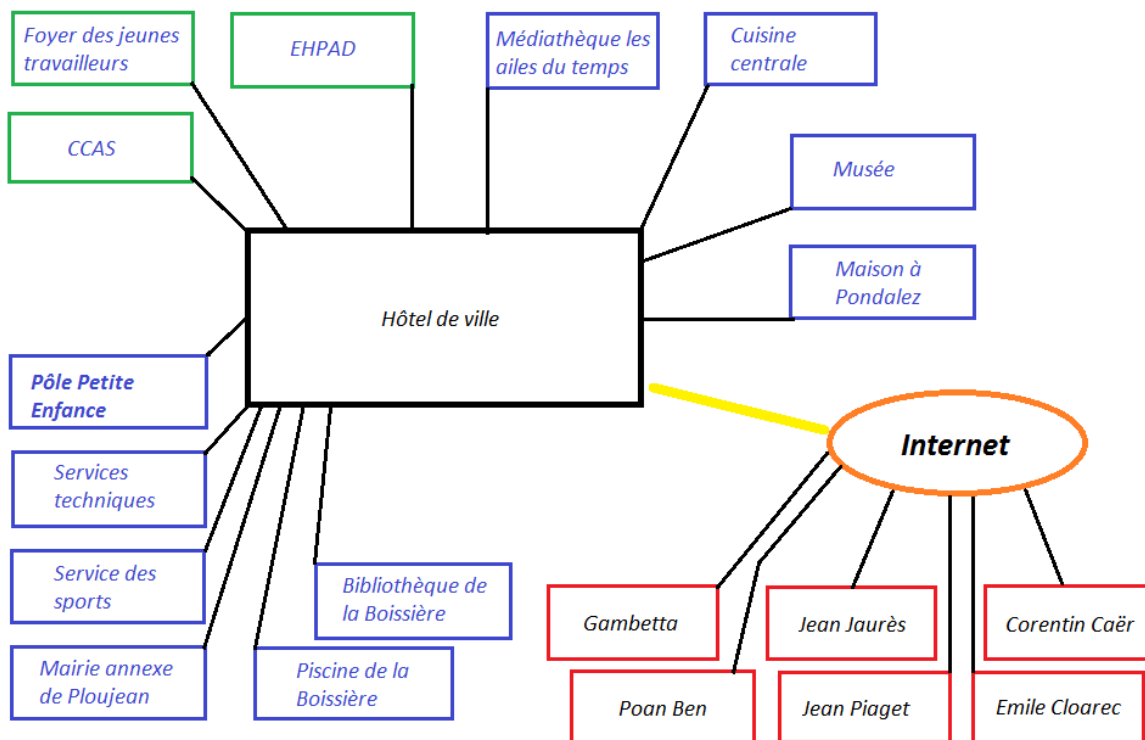 Foyer des jeunes
travailleurs
EHPAD
Médiathèque les
ailes du temps
Cuisine
centrale
CCAS
Musée
Maison à
Pondalez
Hôtel de ville
Pôle Petite
Enfance
Internet
Services
techniques
Service des
sports
Bibliothèque de
la Boissière
Mairie annexe
de Ploujean
Piscine de la
Boissière
Gambetta
Jean Jaurès
Corentin Caër
Poan Ben
Jean Piaget
Emile Cloarec